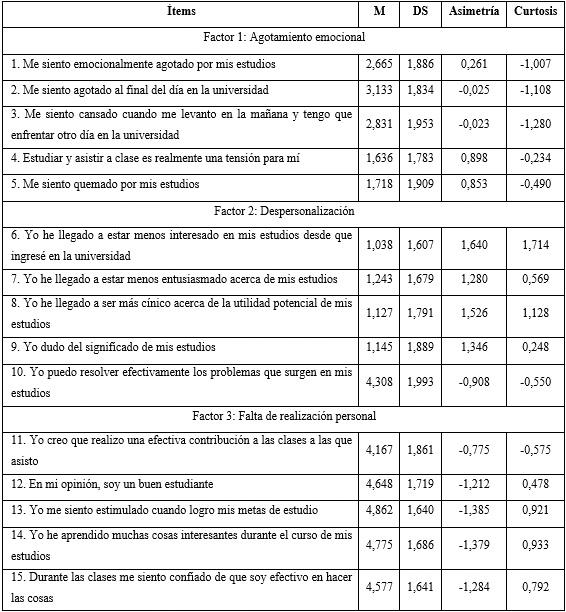 Ítems M DS Asimetría Curtosis
Factor 1: Agotamiento emocional
1. Me siento emocionalmente agotado por mis estudios 2,665 1,886 0,261 -1,007
2. Me siento agotado al final del día en la universidad 3,133 1,834 -0,025 -1,108
3. Me siento cansado cuando me levanto en la mañana y tengo que
enfrentar otro día en la universidad 2,831 1,953 -0,023 -1,280
4. Estudiar y asistir a clase es realmente una tensión para mí 1,636 1,783 0,898 -0,234
5. Me siento quemado por mis estudios 1,718 1,909 0,853 -0,490
Factor 2: Despersonalización
6. Yo he llegado a estar menos interesado en mis estudios desde que
ingresé en la universidad 1,038 1,607 1,640 1,714
7. Yo he llegado a estar menos entusiasmado acerca de mis estudios 1,243 1,679 1,280 0,569
8. Yo he llegado a ser más cínico acerca de la utilidad potencial de mis
estudios 1,127 1,791 1,526 1,128
9. Yo dudo del significado de mis estudios 1,145 1,889 1,346 0,248
10. Yo puedo resolver efectivamente los problemas que surgen en mis
estudios 4,308 1,993 -0,908 -0,550
Factor 3: Falta de realización personal
11. Yo creo que realizo una efectiva contribución a las clases a las que
asisto 4,167 1,861 -0,775 -0,575
12. En mi opinión, soy un buen estudiante 4,648 1,719 -1,212 0,478
13. Yo me siento estimulado cuando logro mis metas de estudio 4,862 1,640 -1,385 0,921
14. Yo he aprendido muchas cosas interesantes durante el curso de mis
estudios 4,775 1,686 -1,379 0,933
15. Durante las clases me siento confiado de que soy efectivo en hacer
las cosas 4,577 1,641 -1,284 0,792